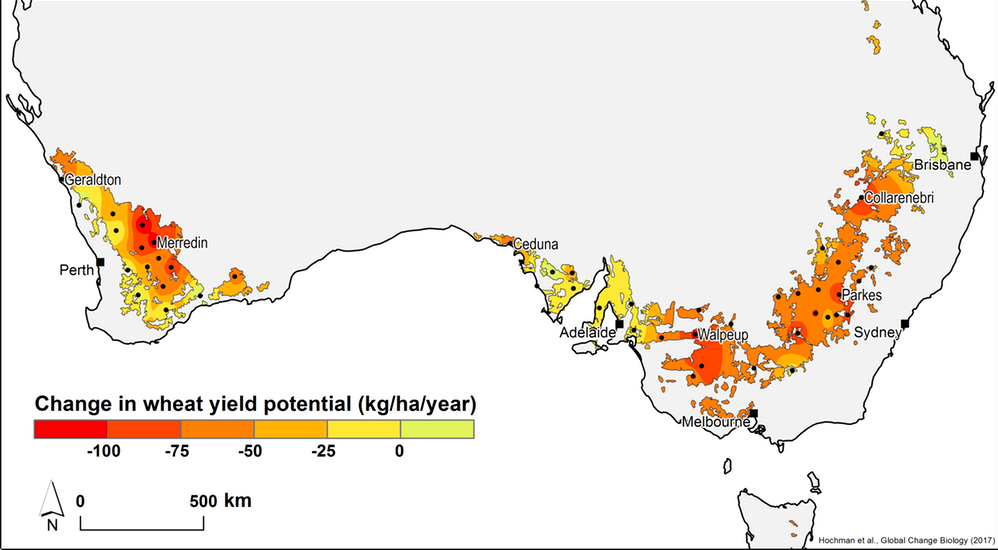 Brisbane
Geraldton
Collarenebri
Merredin
Ceduna
Perth
Parkes
Adelaide
Walpeup
Sydney
Change in wheat yield potential (kg/ha/year)
Melbourne
-100 -75 -50 -25 0
0 500 km
N
Hochman et al., Global Change Biology (2017)